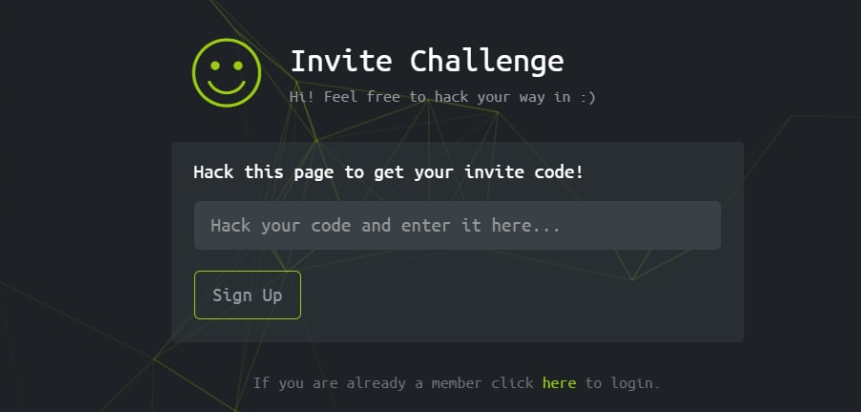 Invite Challenge
Hi! Feel free to hack your way in :)
Hack this page to get your invite code!
Hack your code and enter it here...
Sign Up
If you are already a member click here to login.